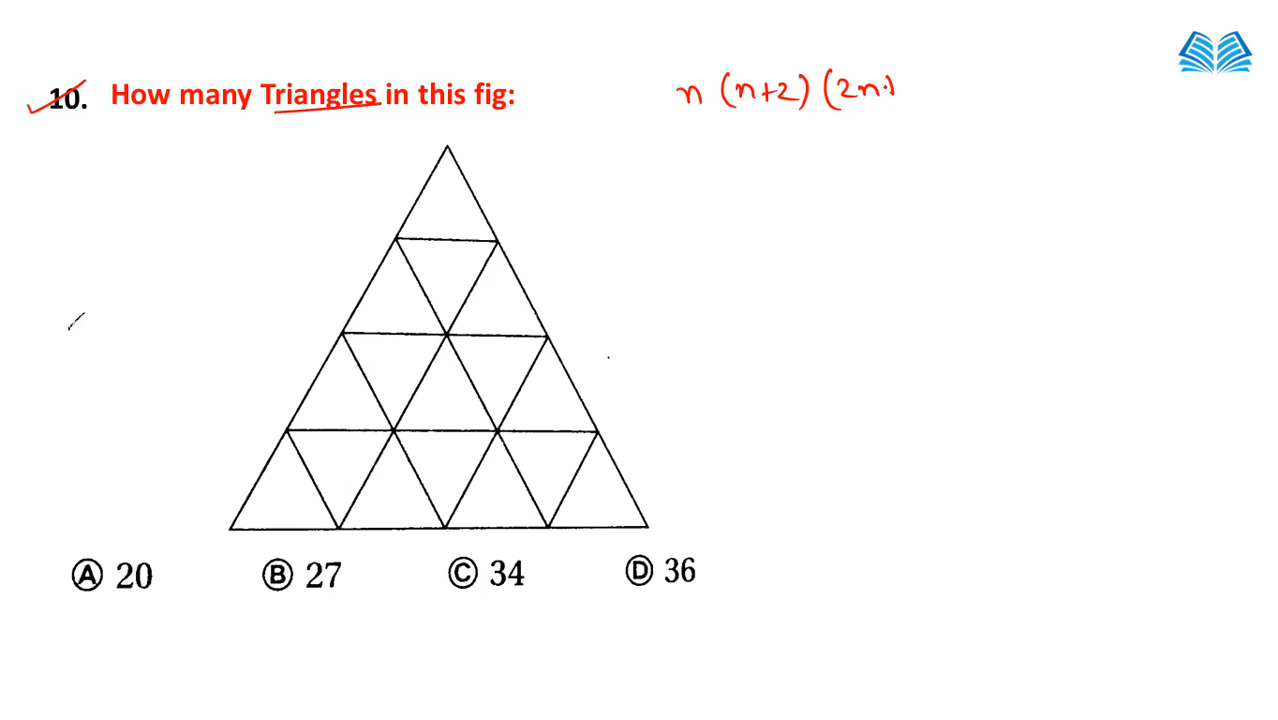 10. How many Triangles in this fig:
n (n+2) (2n+
Ⓐ 20 Ⓑ 27 Ⓒ 34 Ⓓ 36